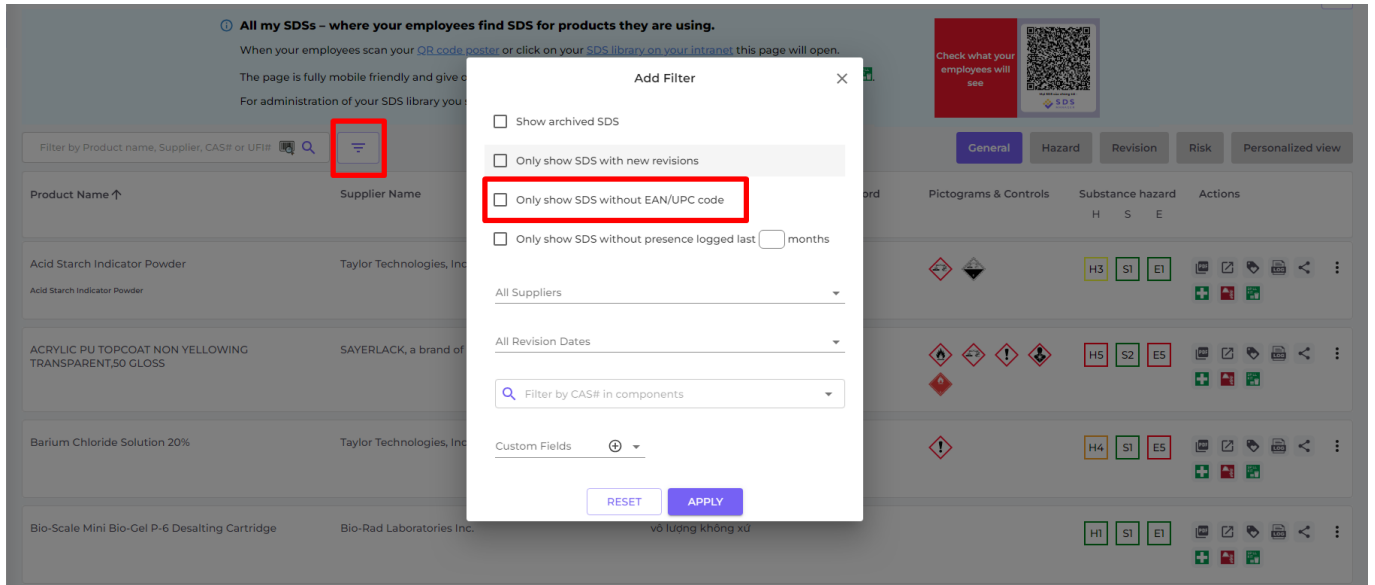 All my SDSs – where your employees find SDS for products they are using.
When your employees scan your QR code poster or click on your SDS library on your intranet this page will open.
The page is fully mobile friendly and give
For administration of your SDS library you
Check what your
employees will
see
SDS
Add Filter
Show archived SDS
Only show SDS with new revisions
Only show SDS without EAN/UPC code
Only show SDS without presence logged last months
All Suppliers
All Revision Dates
Filter by CAS# in components
Custom Fields
RESET APPLY
Filter by Product name, Supplier, CAS# or UFI#
General Hazard Revision Risk Personalized view
Product Name Supplier Name ord Pictograms & Controls Substance hazard Actions
H S E
Acid Starch Indicator Powder Taylor Technologies, Inc H3 S1 E1
Acid Starch Indicator Powder
ACRYLIC PU TOPCOAT NON YELLOWING SAYERLACK, a brand of H5 S2 E5
TRANSPARENT,50 GLOSS
Barium Chloride Solution 20% Taylor Technologies, Inc H4 S1 E5
Bio-Scale Mini Bio-Gel P-6 Desalting Cartridge Bio-Rad Laboratories Inc. vô lượng không xứ H1 S1 E1